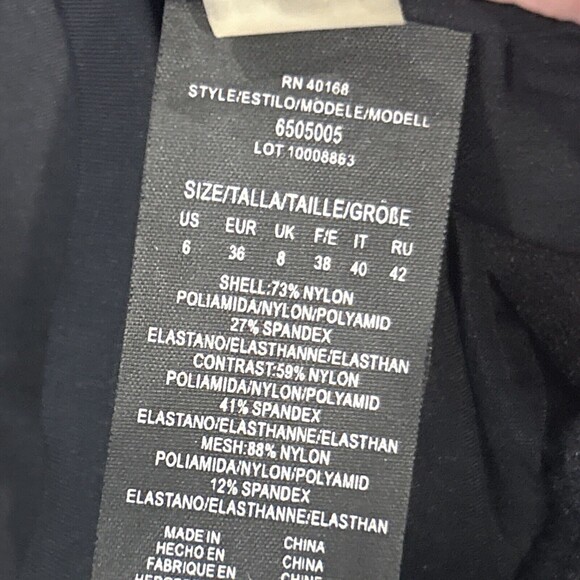 RN 40168
STYLE/ESTILO/MODELE/MODELL
6505005
LOT 10008863
SIZE/TALLA/TAILLE/GRÖßE
US EUR UK F/E IT RU
6 36 8 38 40 42
SHELL:73% NYLON
POLIAMIDA/NYLON/POLYAMID
27% SPANDEX
ELASTANO/ELASTHANNE/ELASTHAN
CONTRAST:59% NYLON
POLIAMIDA/NYLON/POLYAMID
41% SPANDEX
ELASTANO/ELASTHANNE/ELASTHAN
MESH:88% NYLON
POLIAMIDA/NYLON/POLYAMID
12% SPANDEX
ELASTANO/ELASTHANNE/ELASTHAN
MADE IN CHINA
HECHO EN CHINA
FABRIQUE EN CHINE